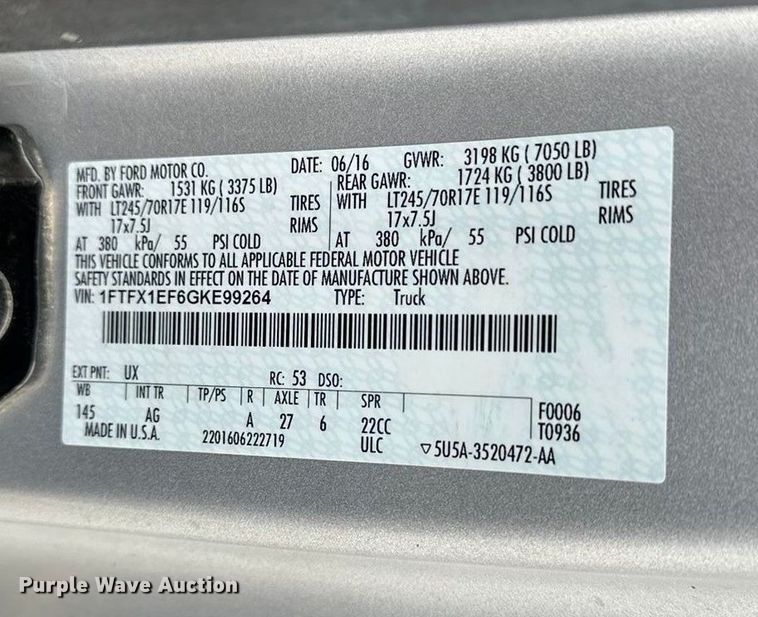 MFD. BY FORD MOTOR CO. DATE: 06/16 GVWR: 3198 KG ( 7050 LB)
FRONT GAWR: 1531 KG ( 3375 LB) REAR GAWR: 1724 KG ( 3800 LB)
WITH LT245/70R17E 119/116S TIRES WITH LT245/70R17E 119/116S TIRES
17x7.5J RIMS 17x7.5J RIMS
AT 380 kPa/ 55 PSI COLD AT 380 kPa/ 55 PSI COLD
THIS VEHICLE CONFORMS TO ALL APPLICABLE FEDERAL MOTOR VEHICLE
SAFETY STANDARDS IN EFFECT ON THE DATE OF MANUFACTURE SHOWN ABOVE.
VIN: 1FTFX1EF6GKE99264 TYPE: Truck
EXT PNT: UX RC: 53 DSO:
WB INT TR TP/PS R AXLE TR SPR
145 AG A 27 6 22CC F0006
MADE IN U.S.A. 2201606222719 ULC T0936
▽5U5A-3520472-AA
Purple Wave Auction